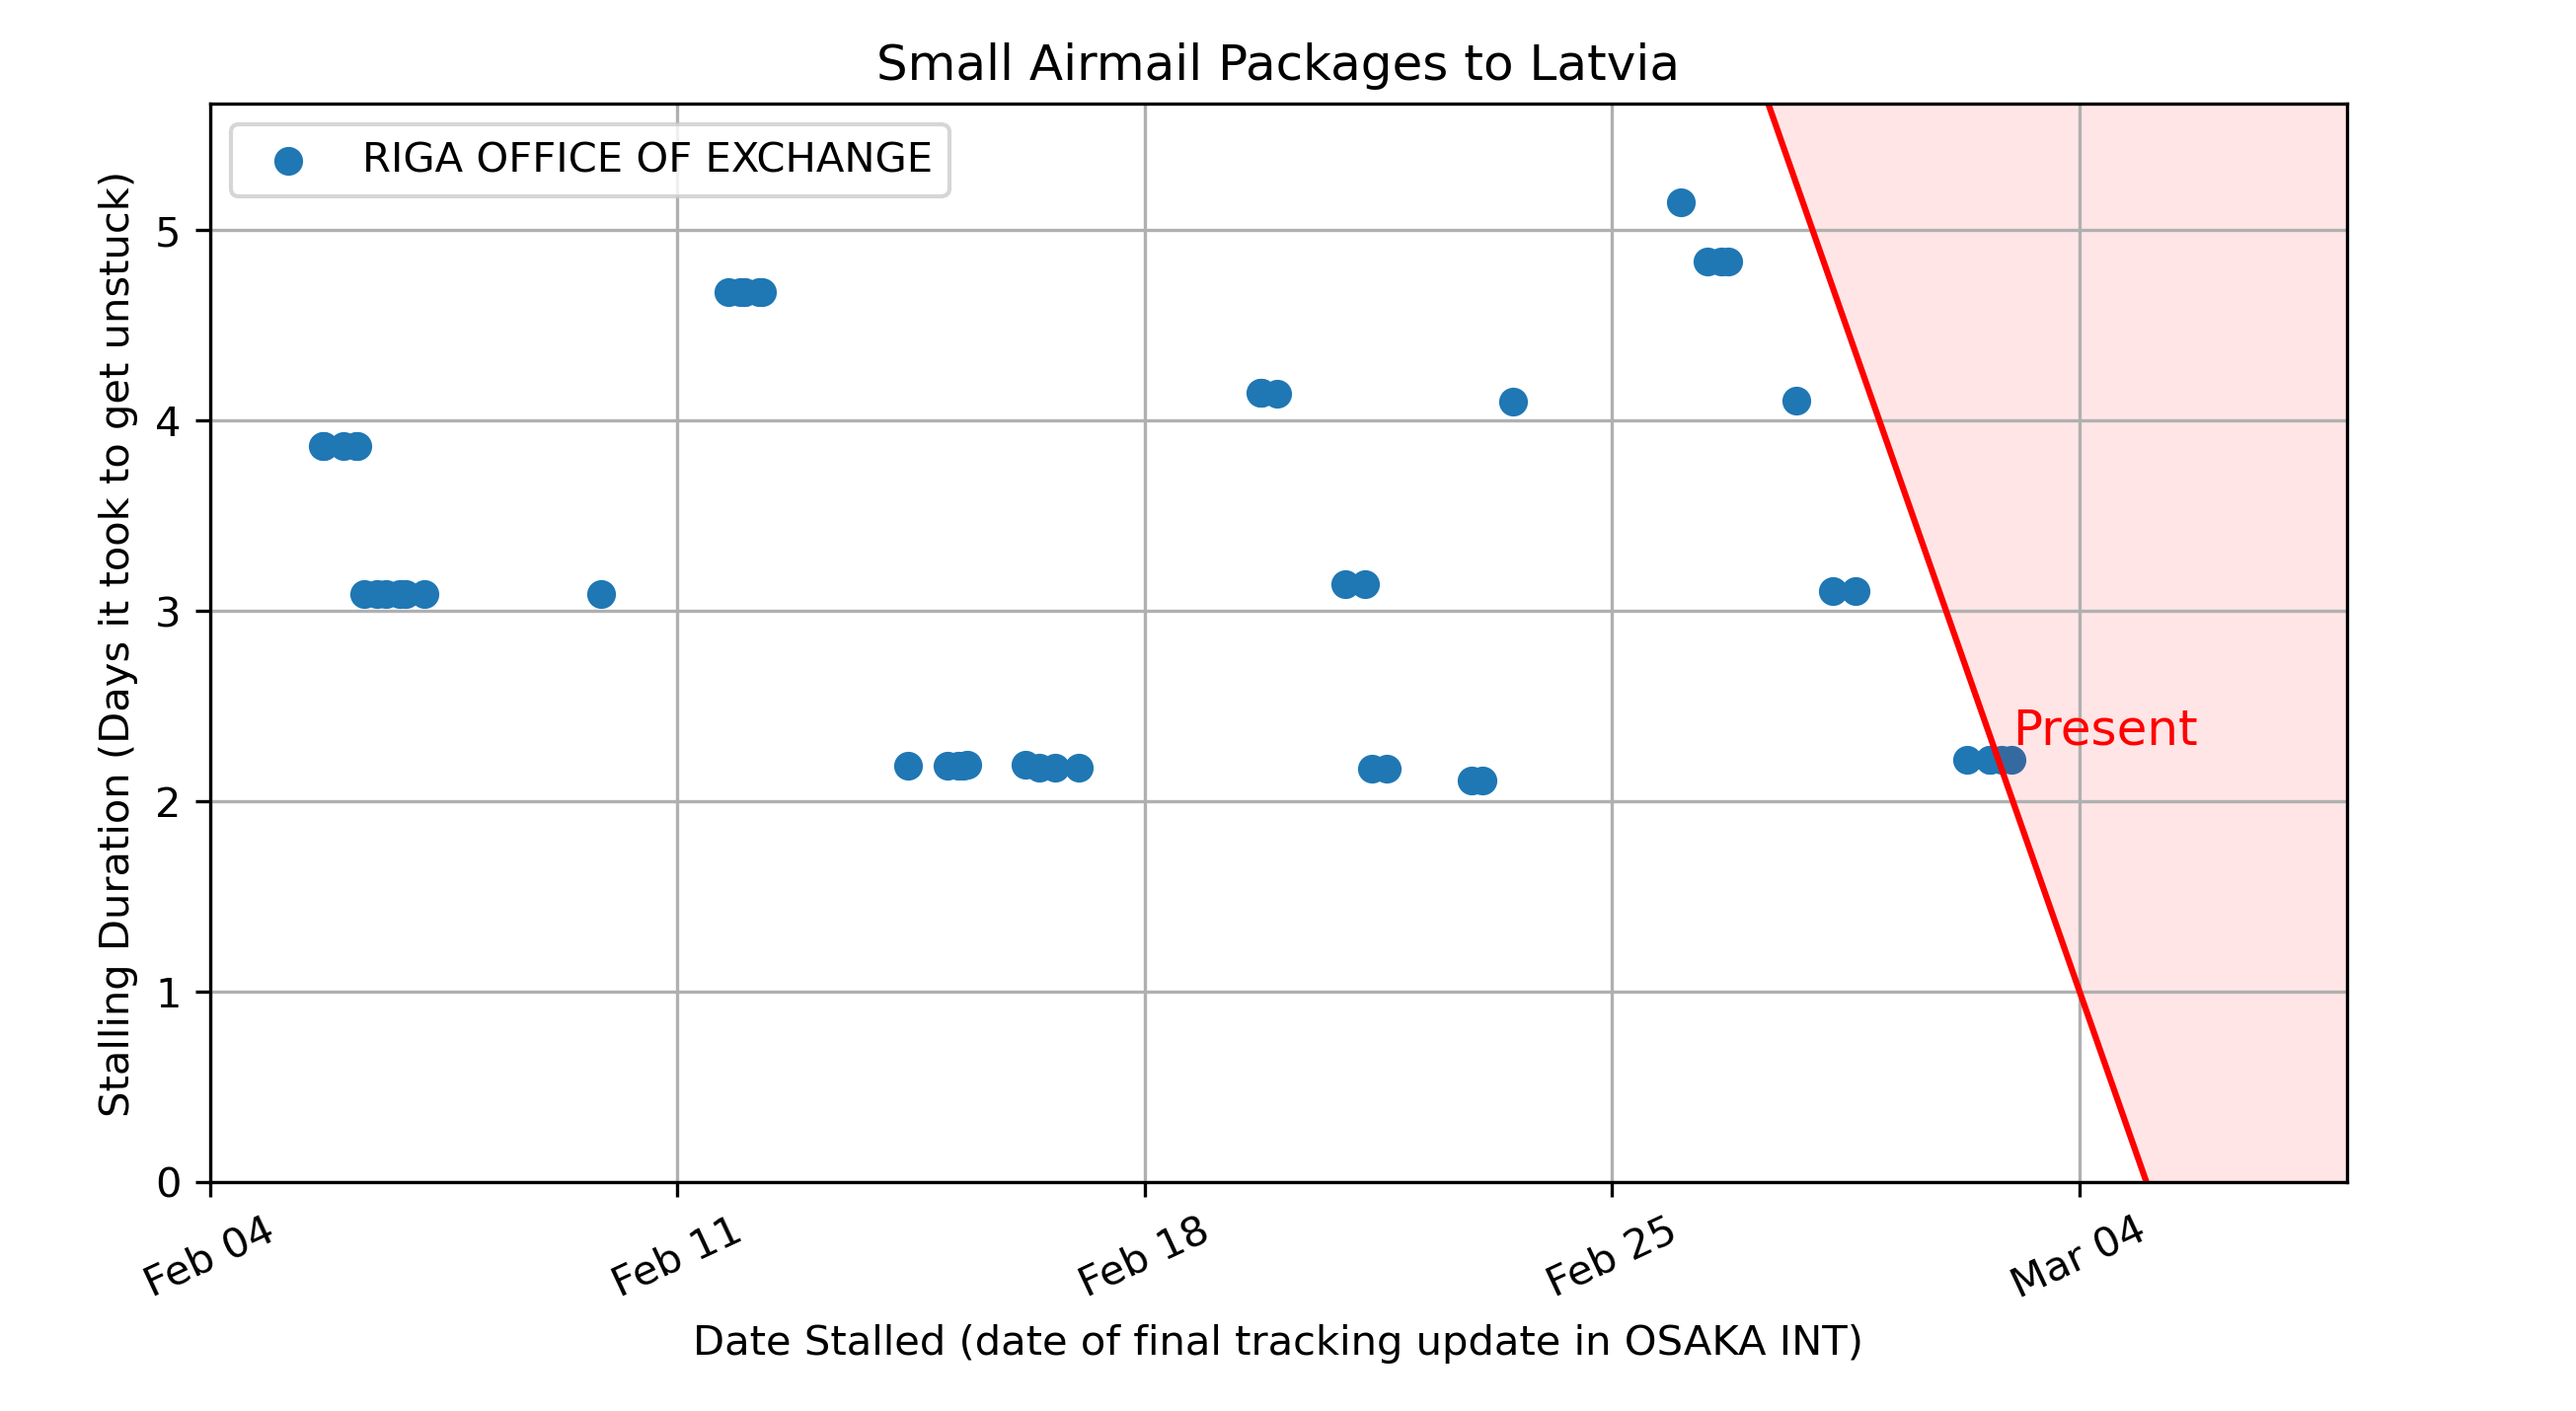 Small Airmail Packages to Latvia
RIGA OFFICE OF EXCHANGE
Stalling Duration (Days it took to get unstuck)
5
4
3
2
1
0
Present
Feb 04
Feb 11
Feb 18
Feb 25
Mar 04
Date Stalled (date of final tracking update in OSAKA INT)